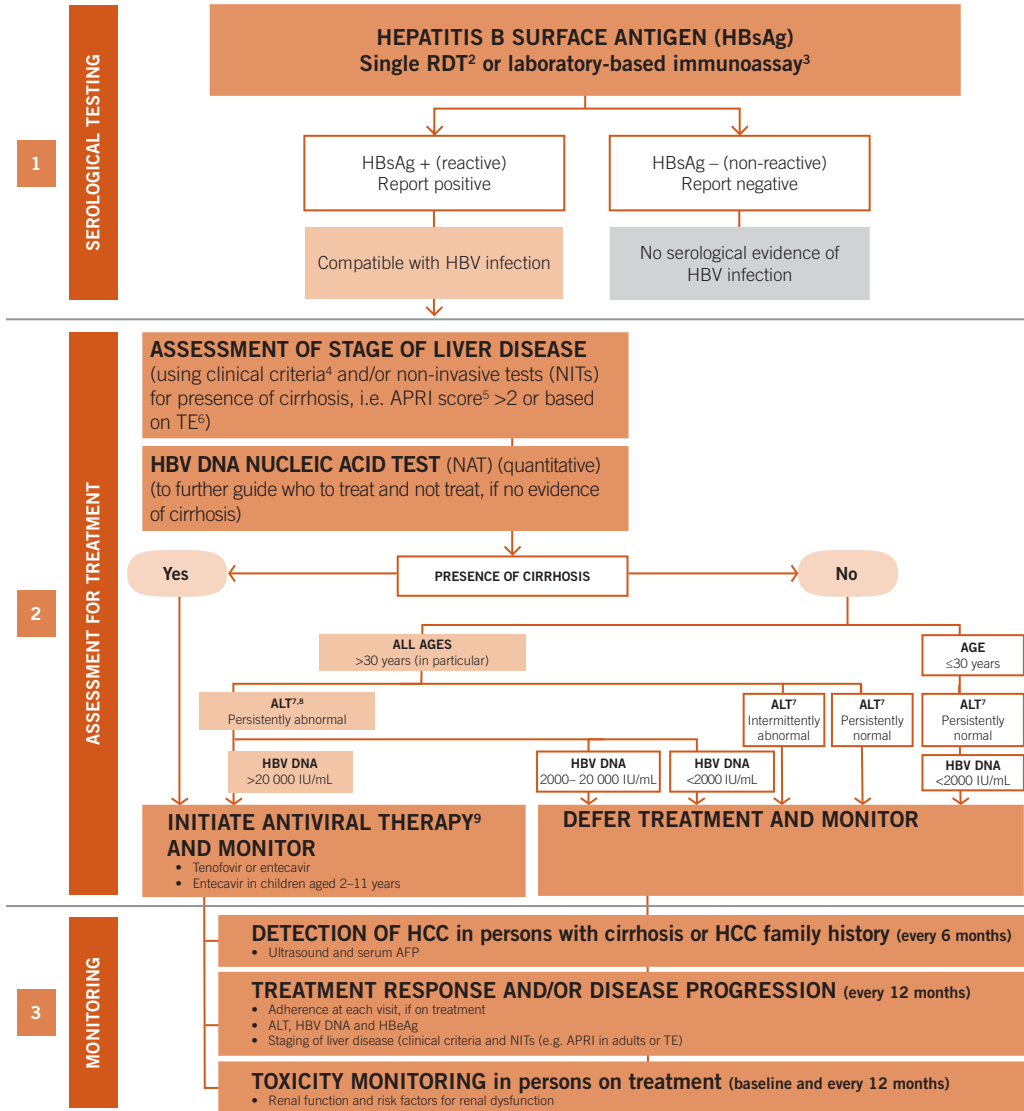 1
SEROLOGICAL TESTING
HEPATITIS B SURFACE ANTIGEN (HBsAg)
Single RDT² or laboratory-based immunoassay³
HBsAg + (reactive)
Report positive
HBsAg – (non-reactive)
Report negative
Compatible with HBV infection
No serological evidence of
HBV infection
2
ASSESSMENT FOR TREATMENT
ASSESSMENT OF STAGE OF LIVER DISEASE
(using clinical criteria⁴ and/or non-invasive tests (NITs)
for presence of cirrhosis, i.e. APRI score⁵ >2 or based
on TE⁶)
HBV DNA NUCLEIC ACID TEST (NAT) (quantitative)
(to further guide who to treat and not treat, if no evidence
of cirrhosis)
Yes
PRESENCE OF CIRRHOSIS
No
ALL AGES
>30 years (in particular)
AGE
≤30 years
ALT⁷,⁸
Persistently abnormal
ALT⁷
Intermittently
abnormal
ALT⁷
Persistently
normal
ALT⁷
Persistently
normal
HBV DNA
>20 000 IU/mL
HBV DNA
2000– 20 000 IU/mL
HBV DNA
<2000 IU/mL
HBV DNA
<2000 IU/mL
INITIATE ANTIVIRAL THERAPY⁹
AND MONITOR
• Tenofovir or entecavir
• Entecavir in children aged 2–11 years
DEFER TREATMENT AND MONITOR
3
MONITORING
DETECTION OF HCC in persons with cirrhosis or HCC family history (every 6 months)
• Ultrasound and serum AFP
TREATMENT RESPONSE AND/OR DISEASE PROGRESSION (every 12 months)
• Adherence at each visit, if on treatment
• ALT, HBV DNA and HBeAg
• Staging of liver disease (clinical criteria and NITs (e.g. APRI in adults or TE)
TOXICITY MONITORING in persons on treatment (baseline and every 12 months)
• Renal function and risk factors for renal dysfunction